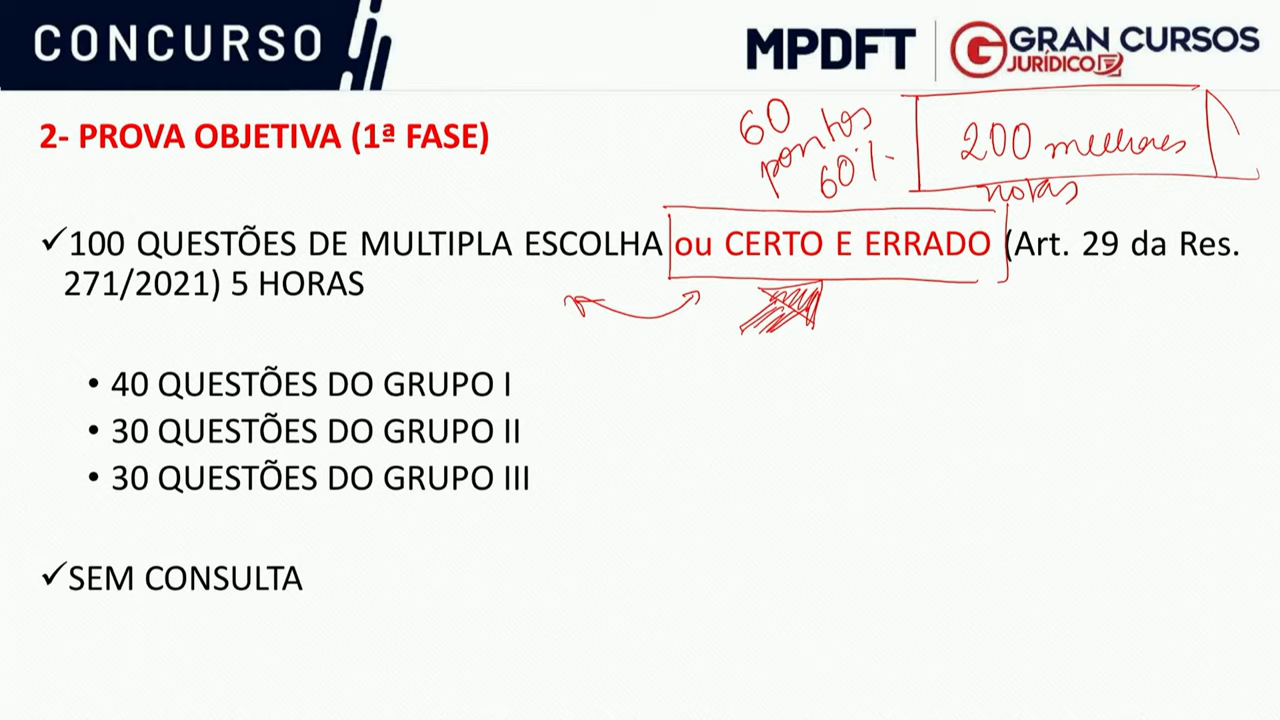 CONCURSO
MPDFT
GRAN CURSOS
JURÍDICO
2- PROVA OBJETIVA (1ª FASE)
60
pontos
60%
200 melhores
notas
100 QUESTÕES DE MULTIPLA ESCOLHA ou CERTO E ERRADO (Art. 29 da Res.
271/2021) 5 HORAS
40 QUESTÕES DO GRUPO I
30 QUESTÕES DO GRUPO II
30 QUESTÕES DO GRUPO III
SEM CONSULTA